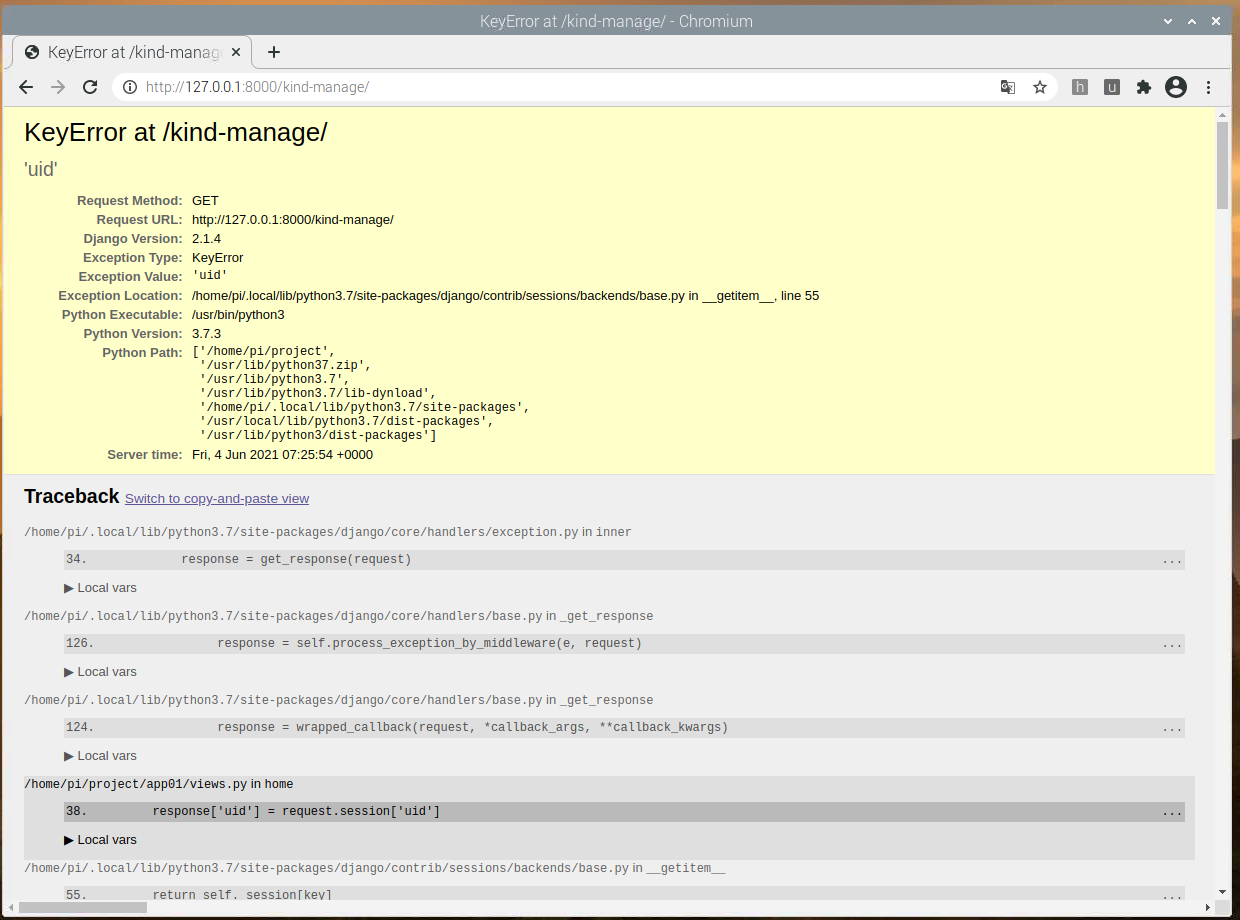 KeyError at /kind-manage/ - Chromium
KeyError at /kind-manag
http://127.0.0.1:8000/kind-manage/
h u
KeyError at /kind-manage/
'uid'
Request Method: GET
Request URL: http://127.0.0.1:8000/kind-manage/
Django Version: 2.1.4
Exception Type: KeyError
Exception Value: 'uid'
Exception Location: /home/pi/.local/lib/python3.7/site-packages/django/contrib/sessions/backends/base.py in __getitem__, line 55
Python Executable: /usr/bin/python3
Python Version: 3.7.3
Python Path: ['/home/pi/project',
'/usr/lib/python37.zip',
'/usr/lib/python3.7',
'/usr/lib/python3.7/lib-dynload',
'/home/pi/.local/lib/python3.7/site-packages',
'/usr/local/lib/python3.7/dist-packages',
'/usr/lib/python3/dist-packages']
Server time: Fri, 4 Jun 2021 07:25:54 +0000
Traceback Switch to copy-and-paste view
/home/pi/.local/lib/python3.7/site-packages/django/core/handlers/exception.py in inner
34. response = get_response(request) ...
▶ Local vars
/home/pi/.local/lib/python3.7/site-packages/django/core/handlers/base.py in _get_response
126. response = self.process_exception_by_middleware(e, request) ...
▶ Local vars
/home/pi/.local/lib/python3.7/site-packages/django/core/handlers/base.py in _get_response
124. response = wrapped_callback(request, *callback_args, **callback_kwargs) ...
▶ Local vars
/home/pi/project/app01/views.py in home
38. response['uid'] = request.session['uid'] ...
▶ Local vars
/home/pi/.local/lib/python3.7/site-packages/django/contrib/sessions/backends/base.py in __getitem__
55. return self._session[key] ...